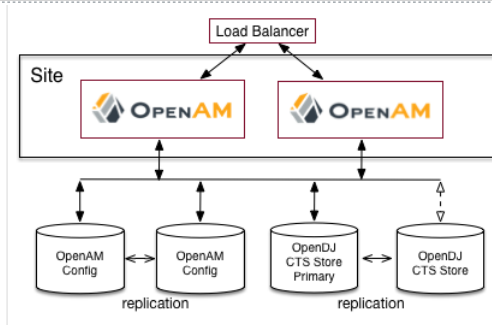 Load Balancer
Site
OPENAM
OPENAM
OpenAM
Config
OpenAM
Config
OpenDJ
CTS Store
Primary
OpenDJ
CTS Store
replication
replication